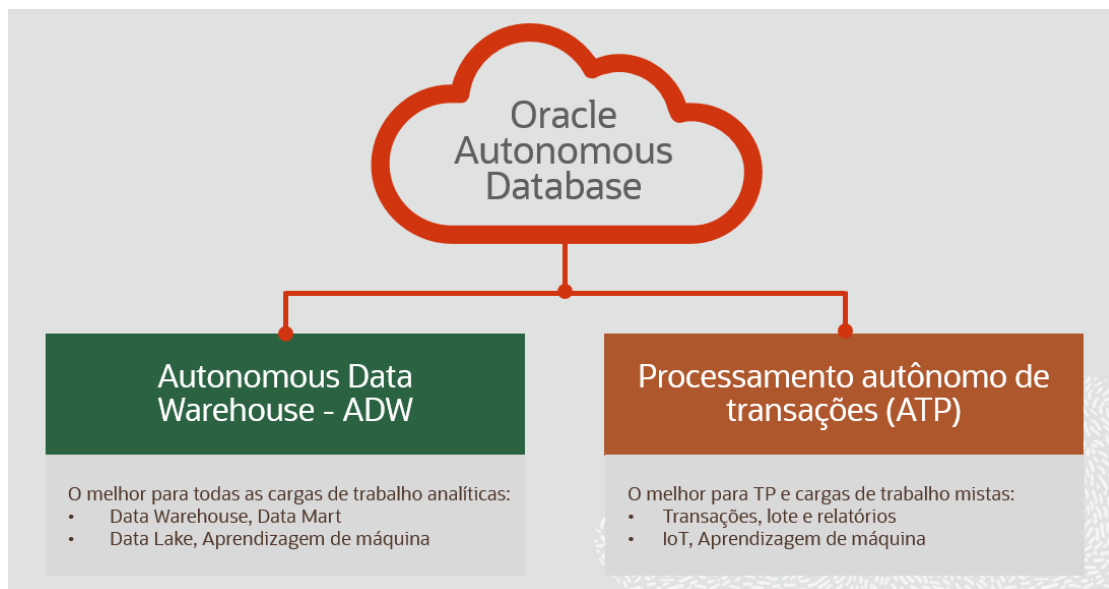 Oracle
Autonomous
Database
Autonomous Data
Warehouse - ADW
O melhor para todas as cargas de trabalho analíticas:
• Data Warehouse, Data Mart
• Data Lake, Aprendizagem de máquina
Processamento autônomo de
transações (ATP)
O melhor para TP e cargas de trabalho mistas:
• Transações, lote e relatórios
• IoT, Aprendizagem de máquina